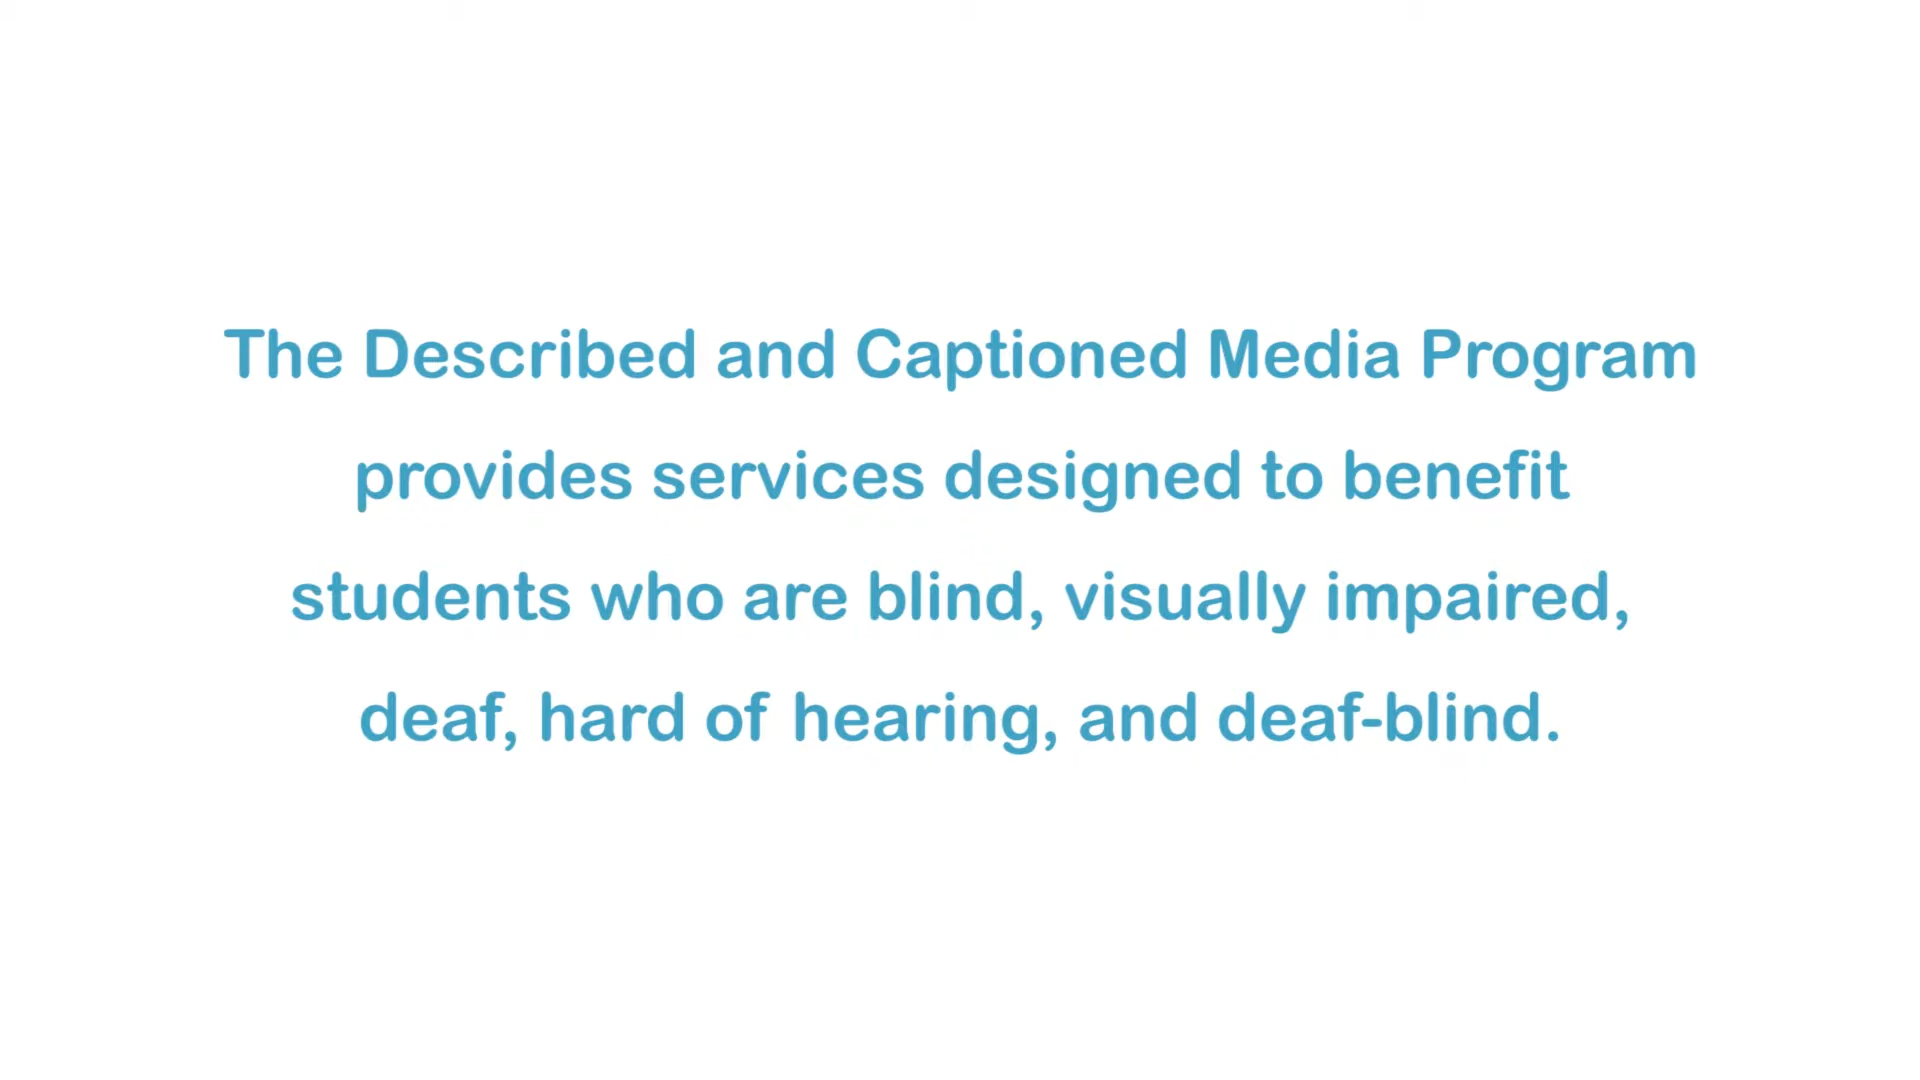 The Described and Captioned Media Program
provides services designed to benefit
students who are blind, visually impaired,
deaf, hard of hearing, and deaf-blind.